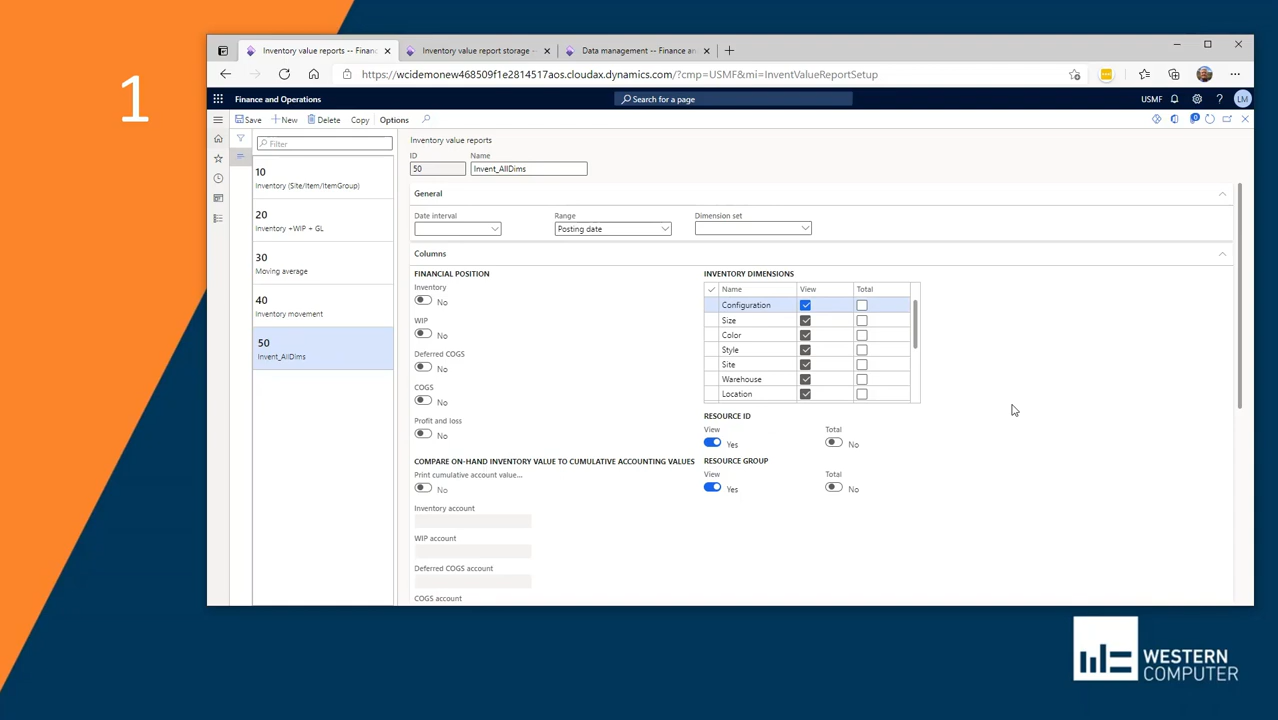 1
Inventory value reports -- Finan
Inventory value report storage --
Data management -- Finance an
https://wcidemonew468509f1e2814517aos.cloudax.dynamics.com/?cmp=USMF&mi=InventValueReportSetup
Finance and Operations
Search for a page
USMF
?
LM
Save
New
Delete
Copy
Options
Filter
10
Inventory (Site/Item/ItemGroup)
20
Inventory +WIP + GL
30
Moving average
40
Inventory movement
50
Invent_AllDims
Inventory value reports
ID
Name
50
Invent_AllDims
General
Date interval
Range
Dimension set
Posting date
Columns
FINANCIAL POSITION
Inventory
No
WIP
No
Deferred COGS
No
COGS
No
Profit and loss
No
COMPARE ON-HAND INVENTORY VALUE TO CUMULATIVE ACCOUNTING VALUES
Print cumulative account value...
No
Inventory account
WIP account
Deferred COGS account
COGS account
INVENTORY DIMENSIONS
Name View Total
Configuration
Size
Color
Style
Site
Warehouse
Location
RESOURCE ID
View Total
Yes No
RESOURCE GROUP
View Total
Yes No
WESTERN
COMPUTER